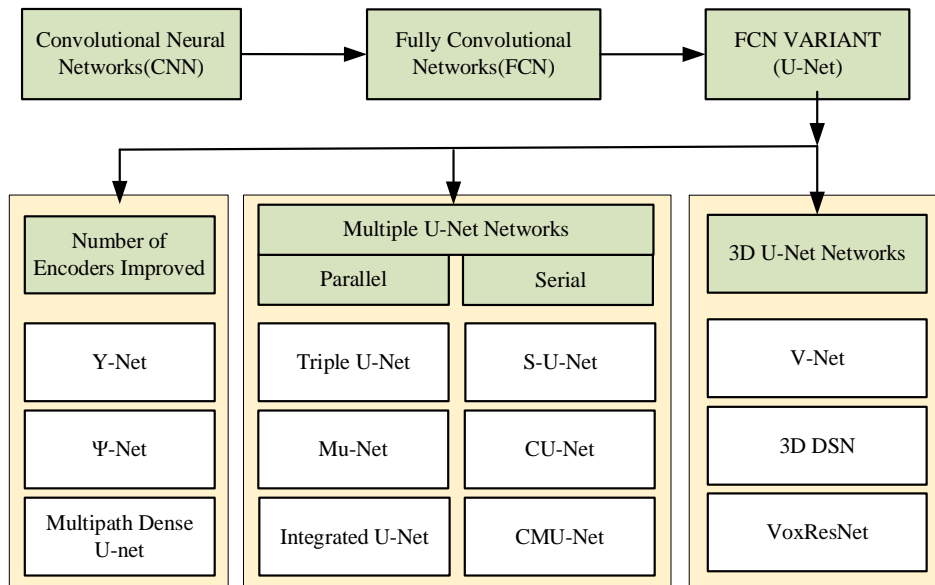 Convolutional Neural
Networks(CNN)
Fully Convolutional
Networks(FCN)
FCN VARIANT
(U-Net)
Number of
Encoders Improved
Y-Net
Ψ-Net
Multipath Dense
U-net
Multiple U-Net Networks
Parallel
Serial
Triple U-Net
S-U-Net
Mu-Net
CU-Net
Integrated U-Net
CMU-Net
3D U-Net Networks
V-Net
3D DSN
VoxResNet